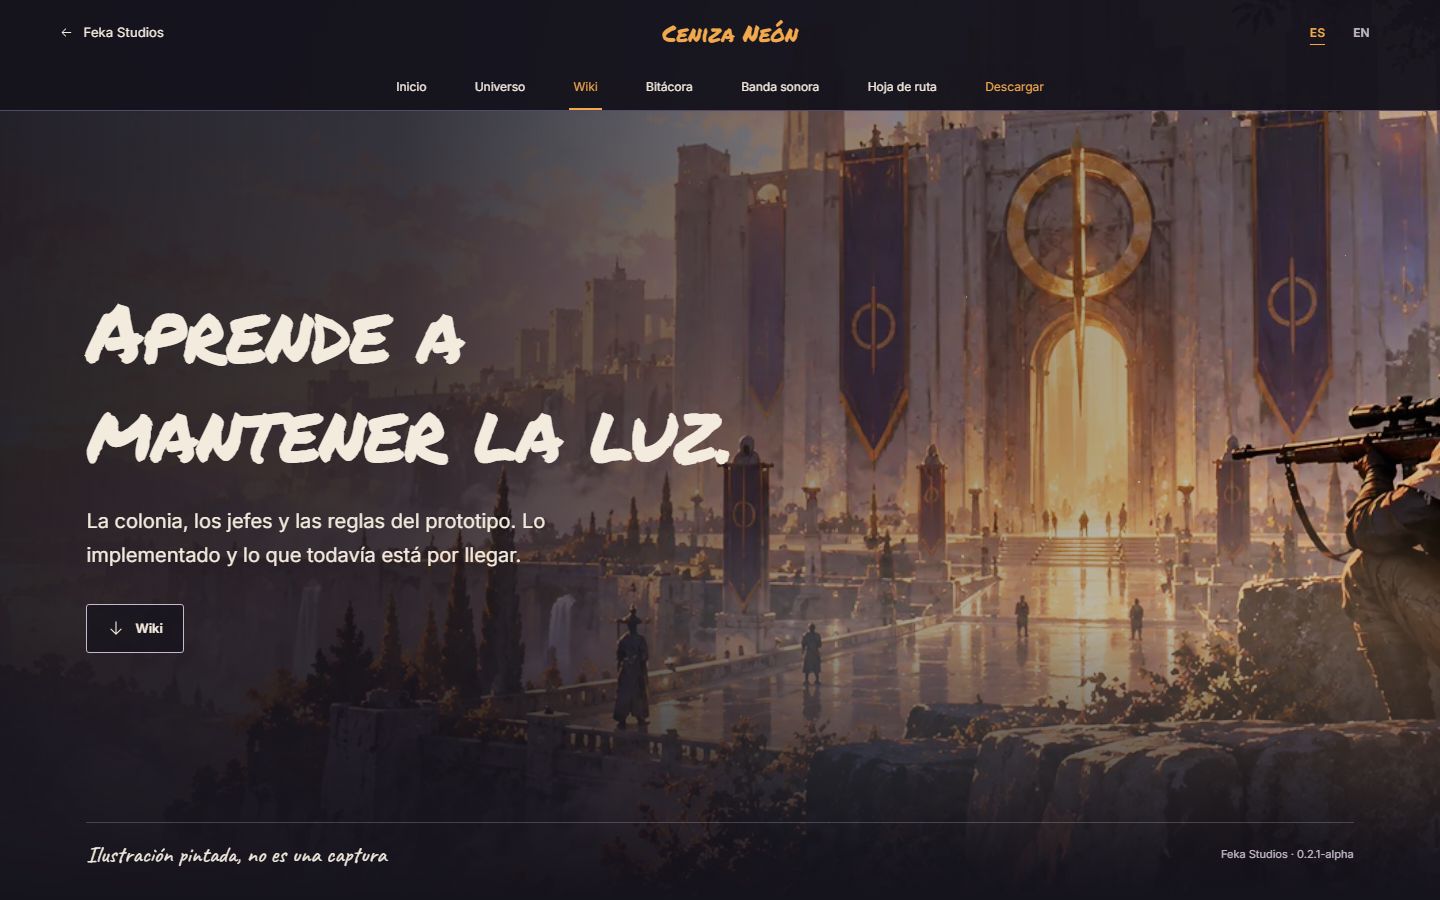 ← Feka Studios
Ceniza Neón
ES EN
Inicio Universo Wiki Bitácora Banda sonora Hoja de ruta Descargar
Aprende a
mantener la luz.
La colonia, los jefes y las reglas del prototipo. Lo
implementado y lo que todavía está por llegar.
↓ Wiki
Ilustración pintada, no es una captura
Feka Studios · 0.2.1-alpha